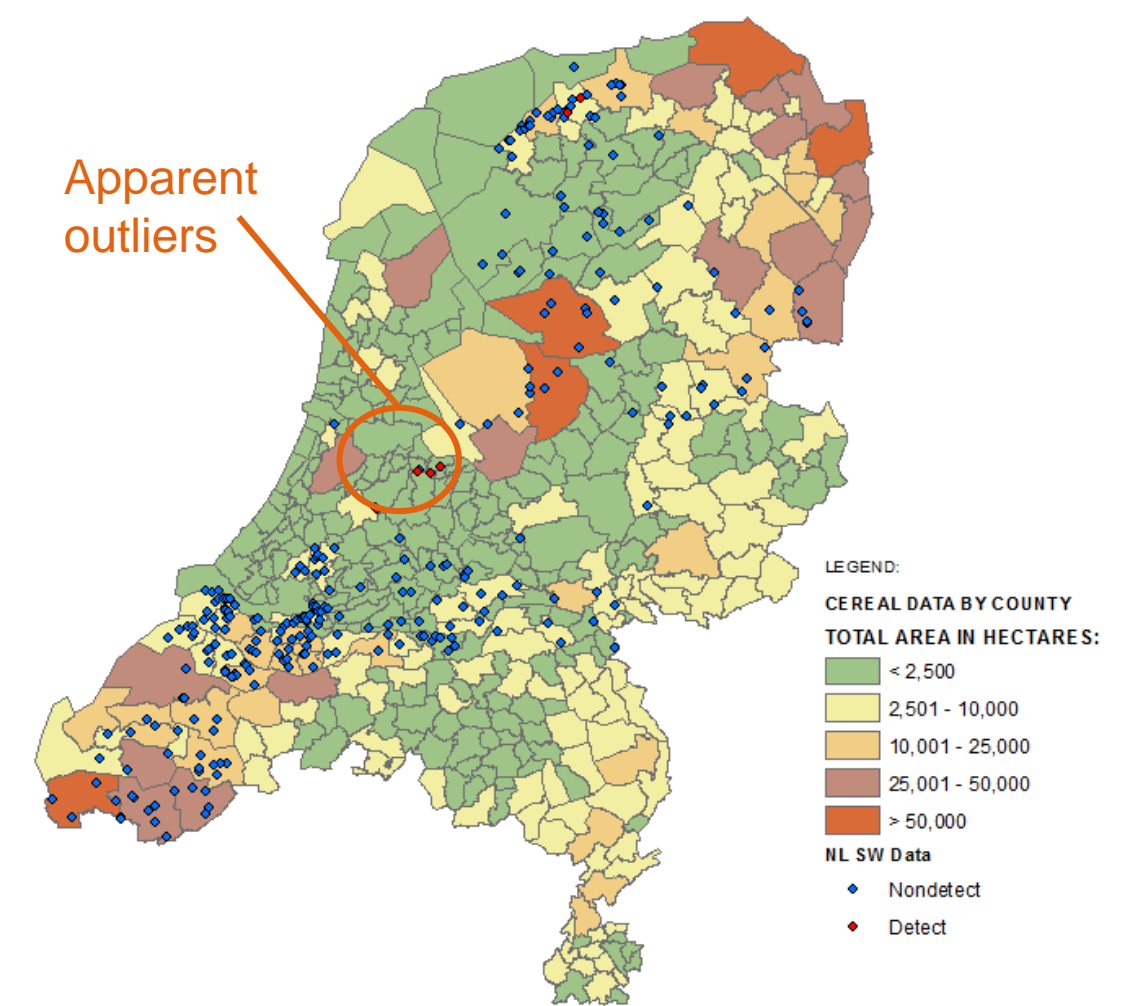 Apparent
outliers
LEGEND:
CEREAL DATA BY COUNTY
TOTAL AREA IN HECTARES:
< 2,500
2,501 - 10,000
10,001 - 25,000
25,001 - 50,000
> 50,000
NL SW Data
Nondetect
Detect